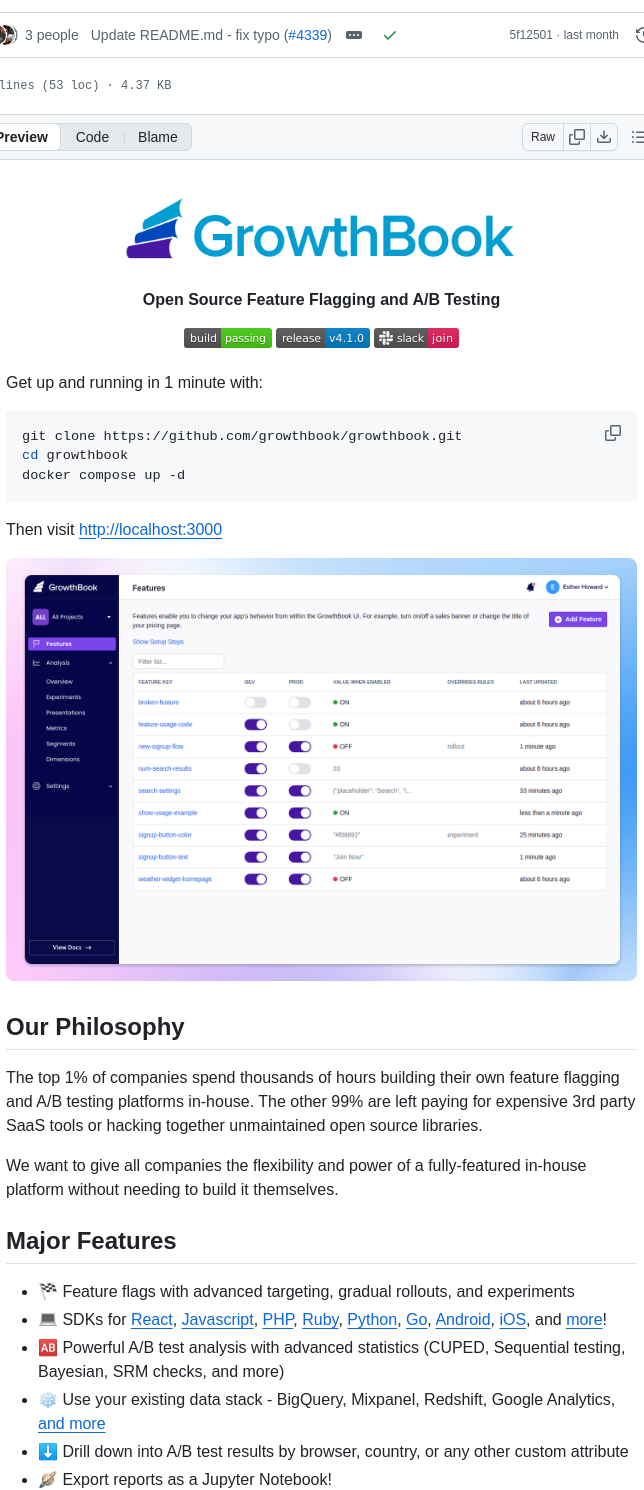 3 people Update README.md - fix typo (#4339) 5f12501 · last month
lines (53 loc) · 4.37 KB
Preview Code Blame Raw
GrowthBook
Open Source Feature Flagging and A/B Testing
build passing release v4.1.0 slack join
Get up and running in 1 minute with:
git clone https://github.com/growthbook/growthbook.git
cd growthbook
docker compose up -d
Then visit http://localhost:3000
GrowthBook Features E Esther Howard
ALL All Projects
Features enable you to change your app's behavior from within the GrowthBook UI. For example, turn on/off a sales banner or change the title of
your pricing page.
Add Feature
Show Setup Steps
Filter list...
Features
Analysis
Overview
Experiments
Presentations
Metrics
Segments
Dimensions
Settings
View Docs →
FEATURE KEY DEV PROD VALUE WHEN ENABLED OVERRIDES RULES LAST UPDATED
broken-feature ON about 6 hours ago
feature-usage-code ON about 6 hours ago
new-signup-flow OFF rollout 1 minute ago
num-search-results 20 about 6 hours ago
search-settings {"placeholder": "Search", "l... 33 minutes ago
show-usage-example ON less than a minute ago
signup-button-color "#f06893" experiment 25 minutes ago
signup-button-text "Join Now" 1 minute ago
weather-widget-homepage OFF about 6 hours ago
Our Philosophy
The top 1% of companies spend thousands of hours building their own feature flagging
and A/B testing platforms in-house. The other 99% are left paying for expensive 3rd party
SaaS tools or hacking together unmaintained open source libraries.
We want to give all companies the flexibility and power of a fully-featured in-house
platform without needing to build it themselves.
Major Features
• 🏁 Feature flags with advanced targeting, gradual rollouts, and experiments
• 💻 SDKs for React, Javascript, PHP, Ruby, Python, Go, Android, iOS, and more!
• 🆎 Powerful A/B test analysis with advanced statistics (CUPED, Sequential testing,
Bayesian, SRM checks, and more)
• ❄️ Use your existing data stack - BigQuery, Mixpanel, Redshift, Google Analytics,
and more
• ⬇️ Drill down into A/B test results by browser, country, or any other custom attribute
• 🪐 Export reports as a Jupyter Notebook!